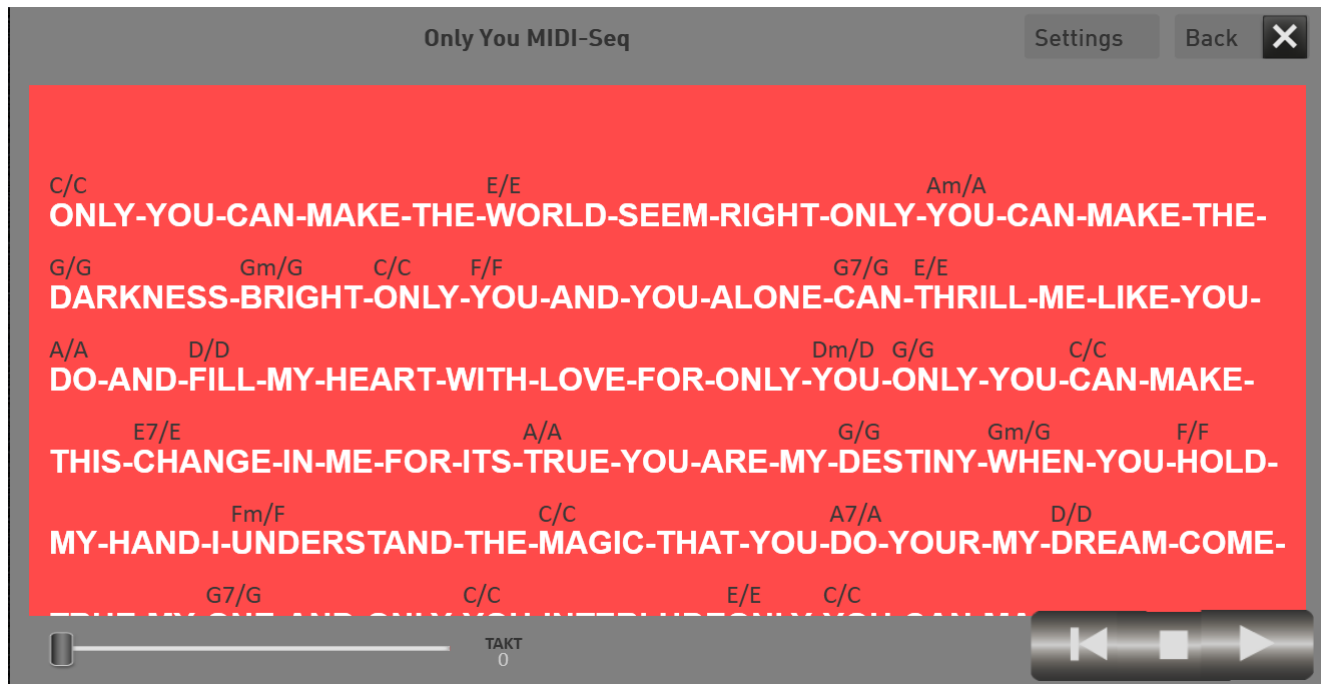 Only You MIDI-Seq Settings Back
C/C E/E Am/A
ONLY-YOU-CAN-MAKE-THE-WORLD-SEEM-RIGHT-ONLY-YOU-CAN-MAKE-THE-
G/G Gm/G C/C F/F G7/G E/E
DARKNESS-BRIGHT-ONLY-YOU-AND-YOU-ALONE-CAN-THRILL-ME-LIKE-YOU-
A/A D/D Dm/D G/G C/C
DO-AND-FILL-MY-HEART-WITH-LOVE-FOR-ONLY-YOU-ONLY-YOU-CAN-MAKE-
E7/E A/A G/G Gm/G F/F
THIS-CHANGE-IN-ME-FOR-ITS-TRUE-YOU-ARE-MY-DESTINY-WHEN-YOU-HOLD-
Fm/F C/C A7/A D/D
MY-HAND-I-UNDERSTAND-THE-MAGIC-THAT-YOU-DO-YOUR-MY-DREAM-COME-
G7/G C/C E/E C/C
TAKT
0